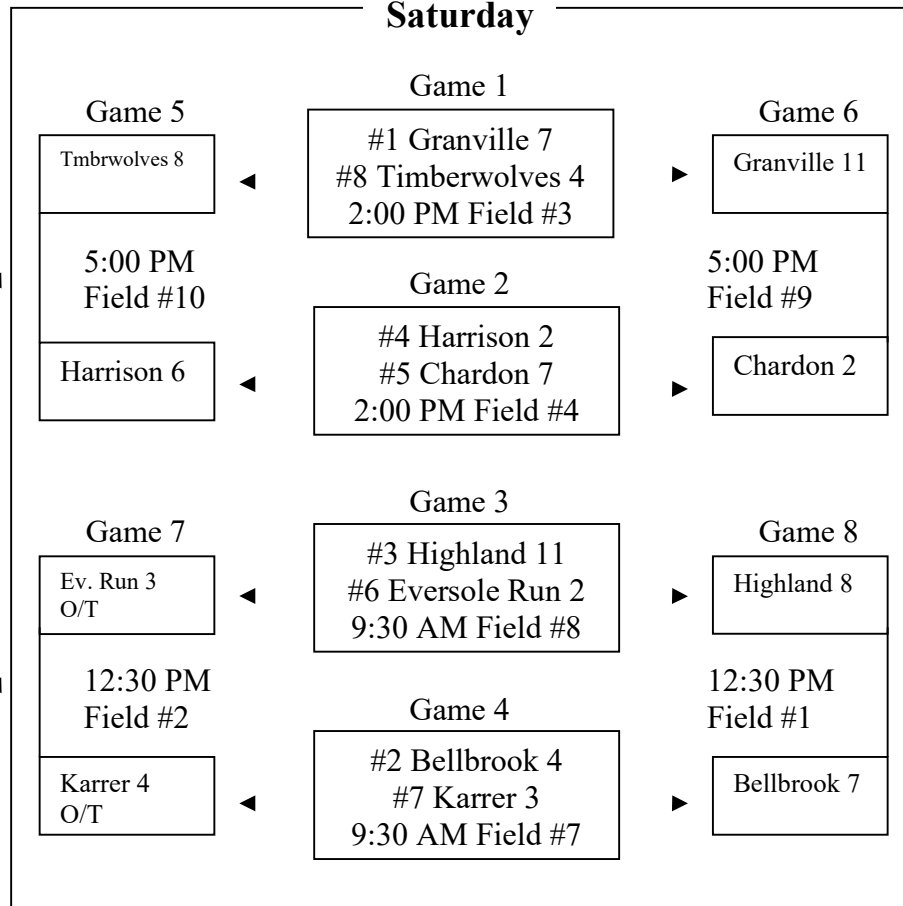 Saturday
Game 1
Game 5
#1 Granville 7
#8 Timberwolves 4
2:00 PM Field #3
Game 6
Tmbrwolves 8
Granville 11
5:00 PM
Field #10
5:00 PM
Field #9
Game 2
#4 Harrison 2
#5 Chardon 7
2:00 PM Field #4
Harrison 6
Chardon 2
Game 3
Game 7
#3 Highland 11
#6 Eversole Run 2
9:30 AM Field #8
Game 8
Ev. Run 3
O/T
Highland 8
12:30 PM
Field #2
12:30 PM
Field #1
Game 4
#2 Bellbrook 4
#7 Karrer 3
9:30 AM Field #7
Karrer 4
O/T
Bellbrook 7